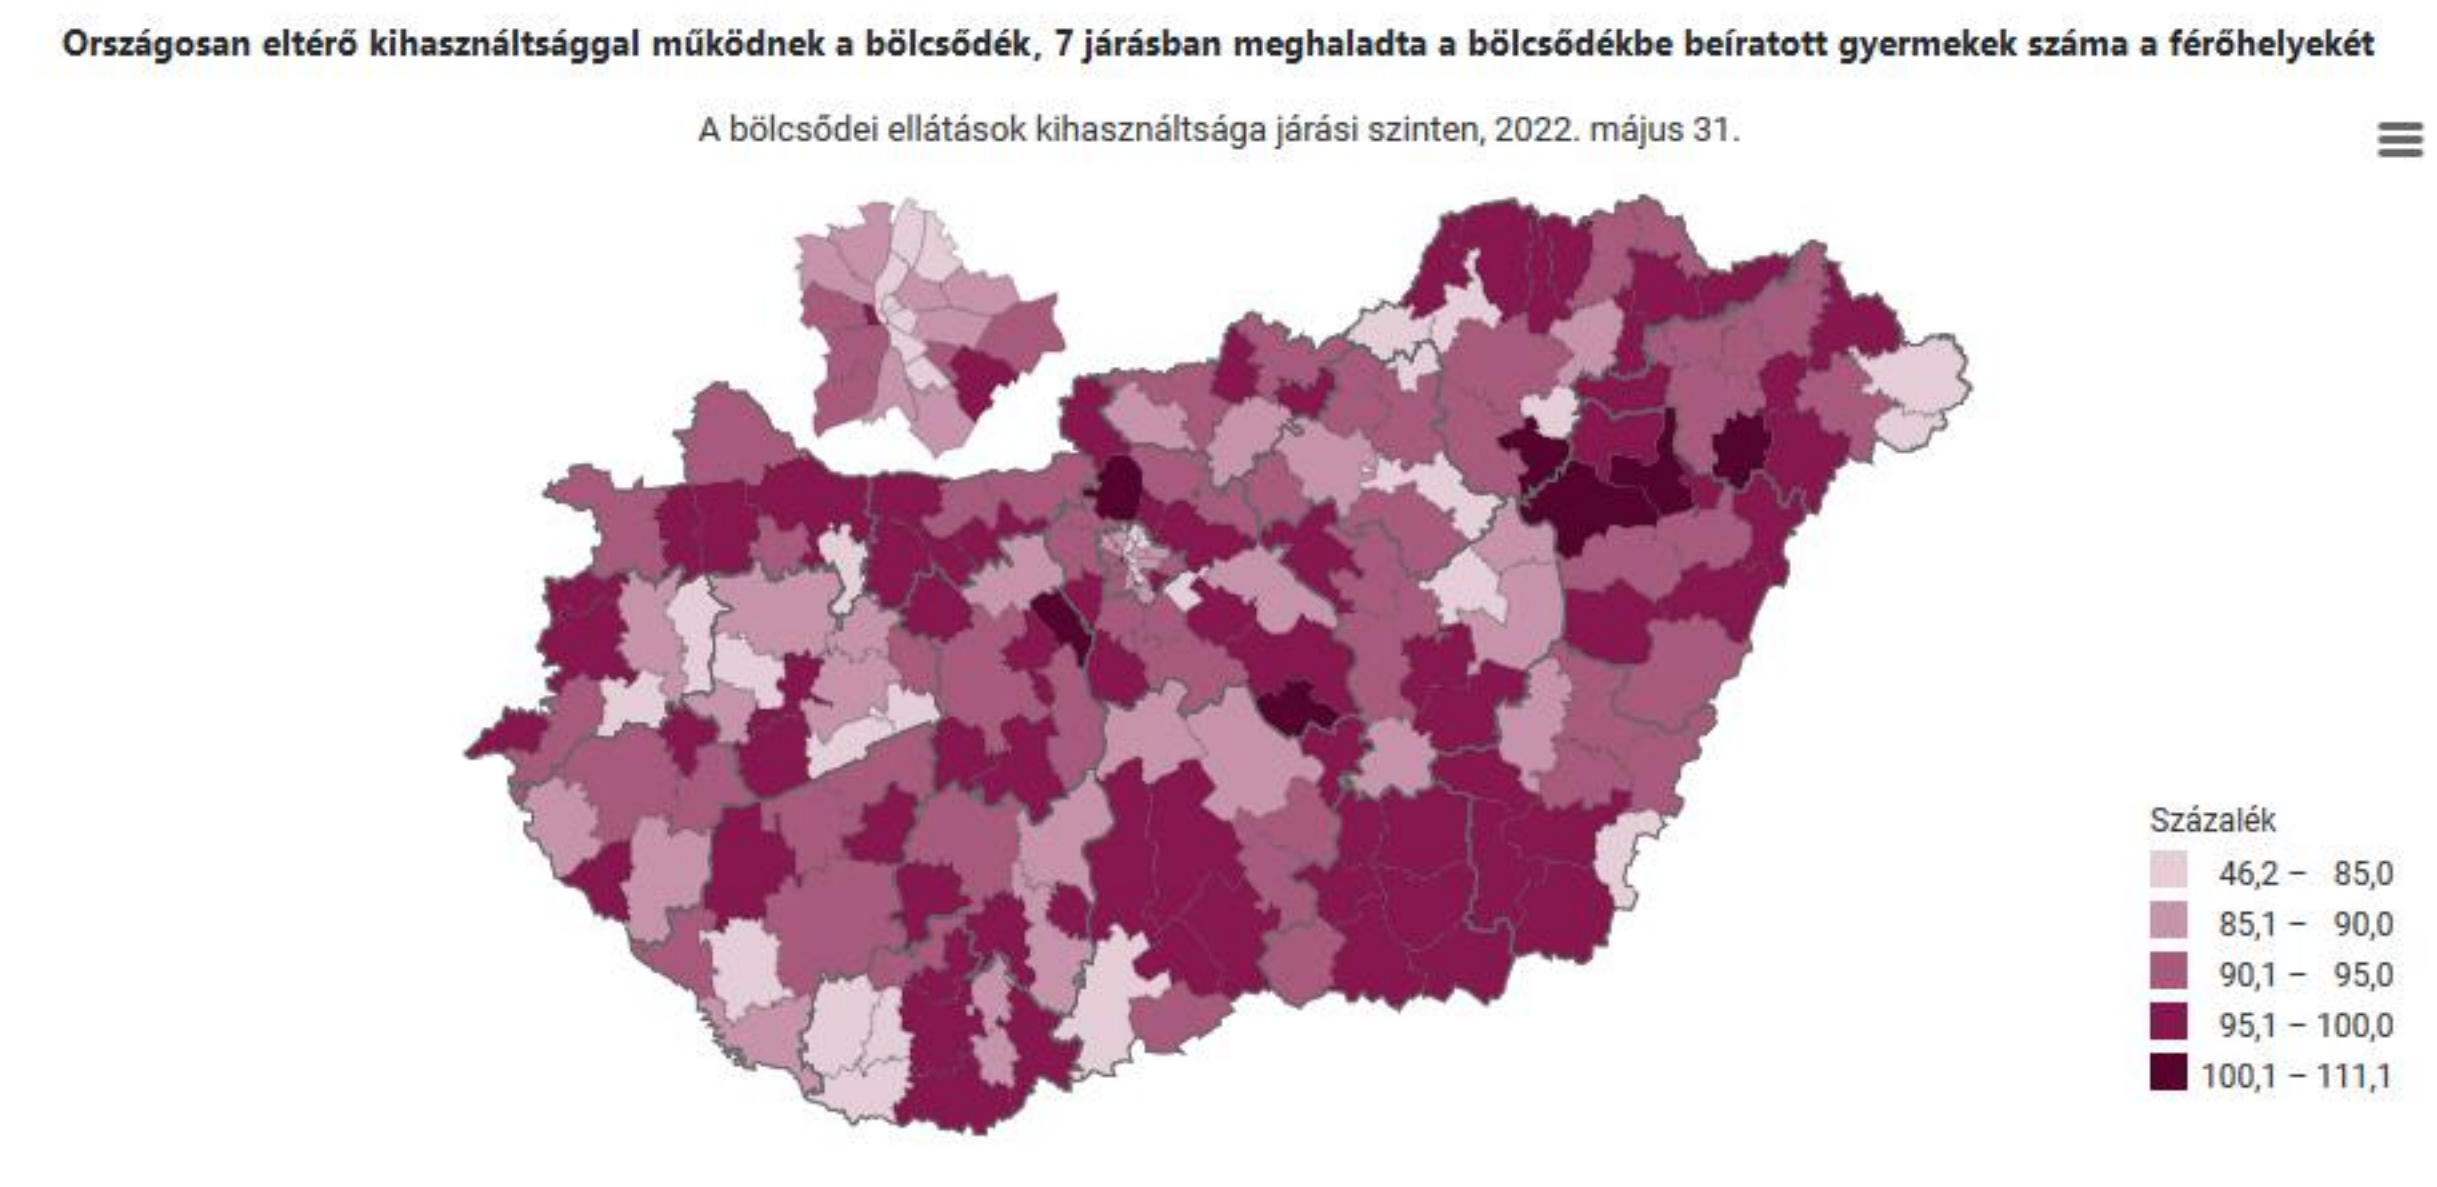 Országosan eltérő kihasználtsággal működnek a bölcsődék, 7 járásban meghaladta a bölcsődékbe beíratott gyermekek száma a férőhelyekét
A bölcsődei ellátások kihasználtsága járási szinten, 2022. május 31.
Százalék
46,2 – 85,0
85,1 – 90,0
90,1 – 95,0
95,1 – 100,0
100,1 – 111,1